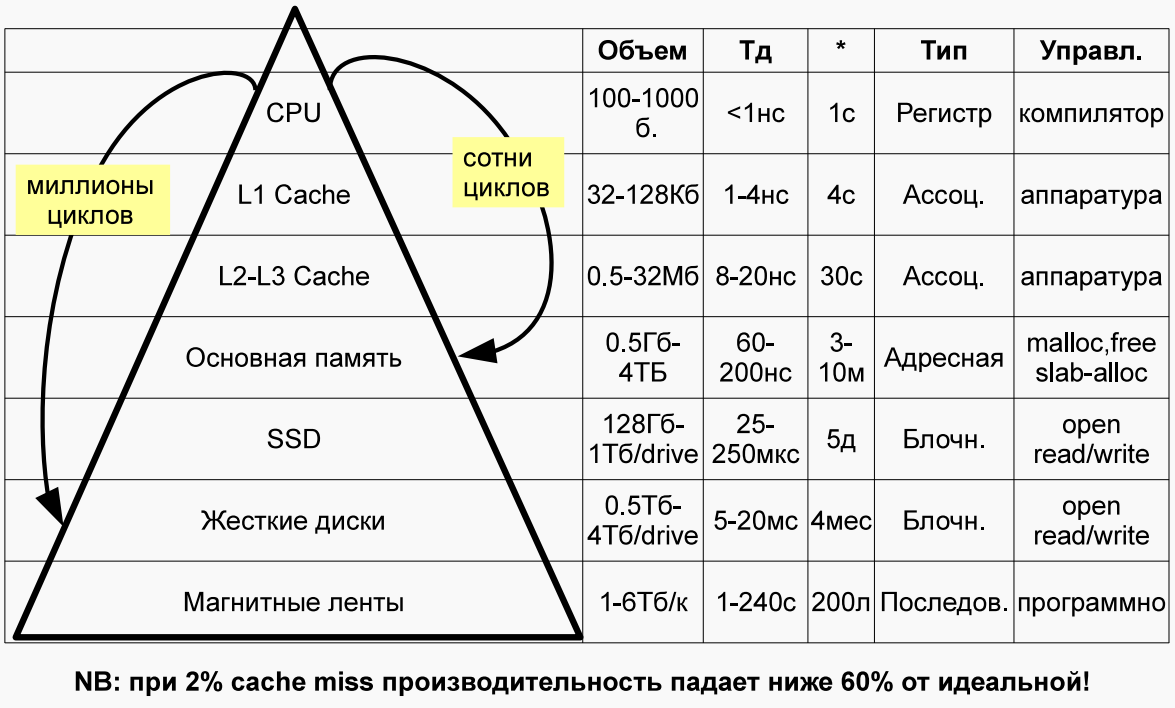 Объем Тд * Тип Управл.
CPU
100-1000
б.
<1нс
1с
Регистр
компилятор
миллионы
циклов
сотни
циклов
L1 Cache
32-128Кб
1-4нс
4с
Ассоц.
аппаратура
L2-L3 Cache
0.5-32Мб
8-20нс
30с
Ассоц.
аппаратура
Основная память
0.5Гб-
4ТБ
60-
200нс
3-
10м
Адресная
malloc,free
slab-alloc
SSD
128Гб-
1Тб/drive
25-
250мкс
5д
Блочн.
open
read/write
Жесткие диски
0.5Тб-
4Тб/drive
5-20мс
4мес
Блочн.
open
read/write
Магнитные ленты
1-6Тб/к
1-240с
200л
Последов.
программно
NB: при 2% cache miss производительность падает ниже 60% от идеальной!